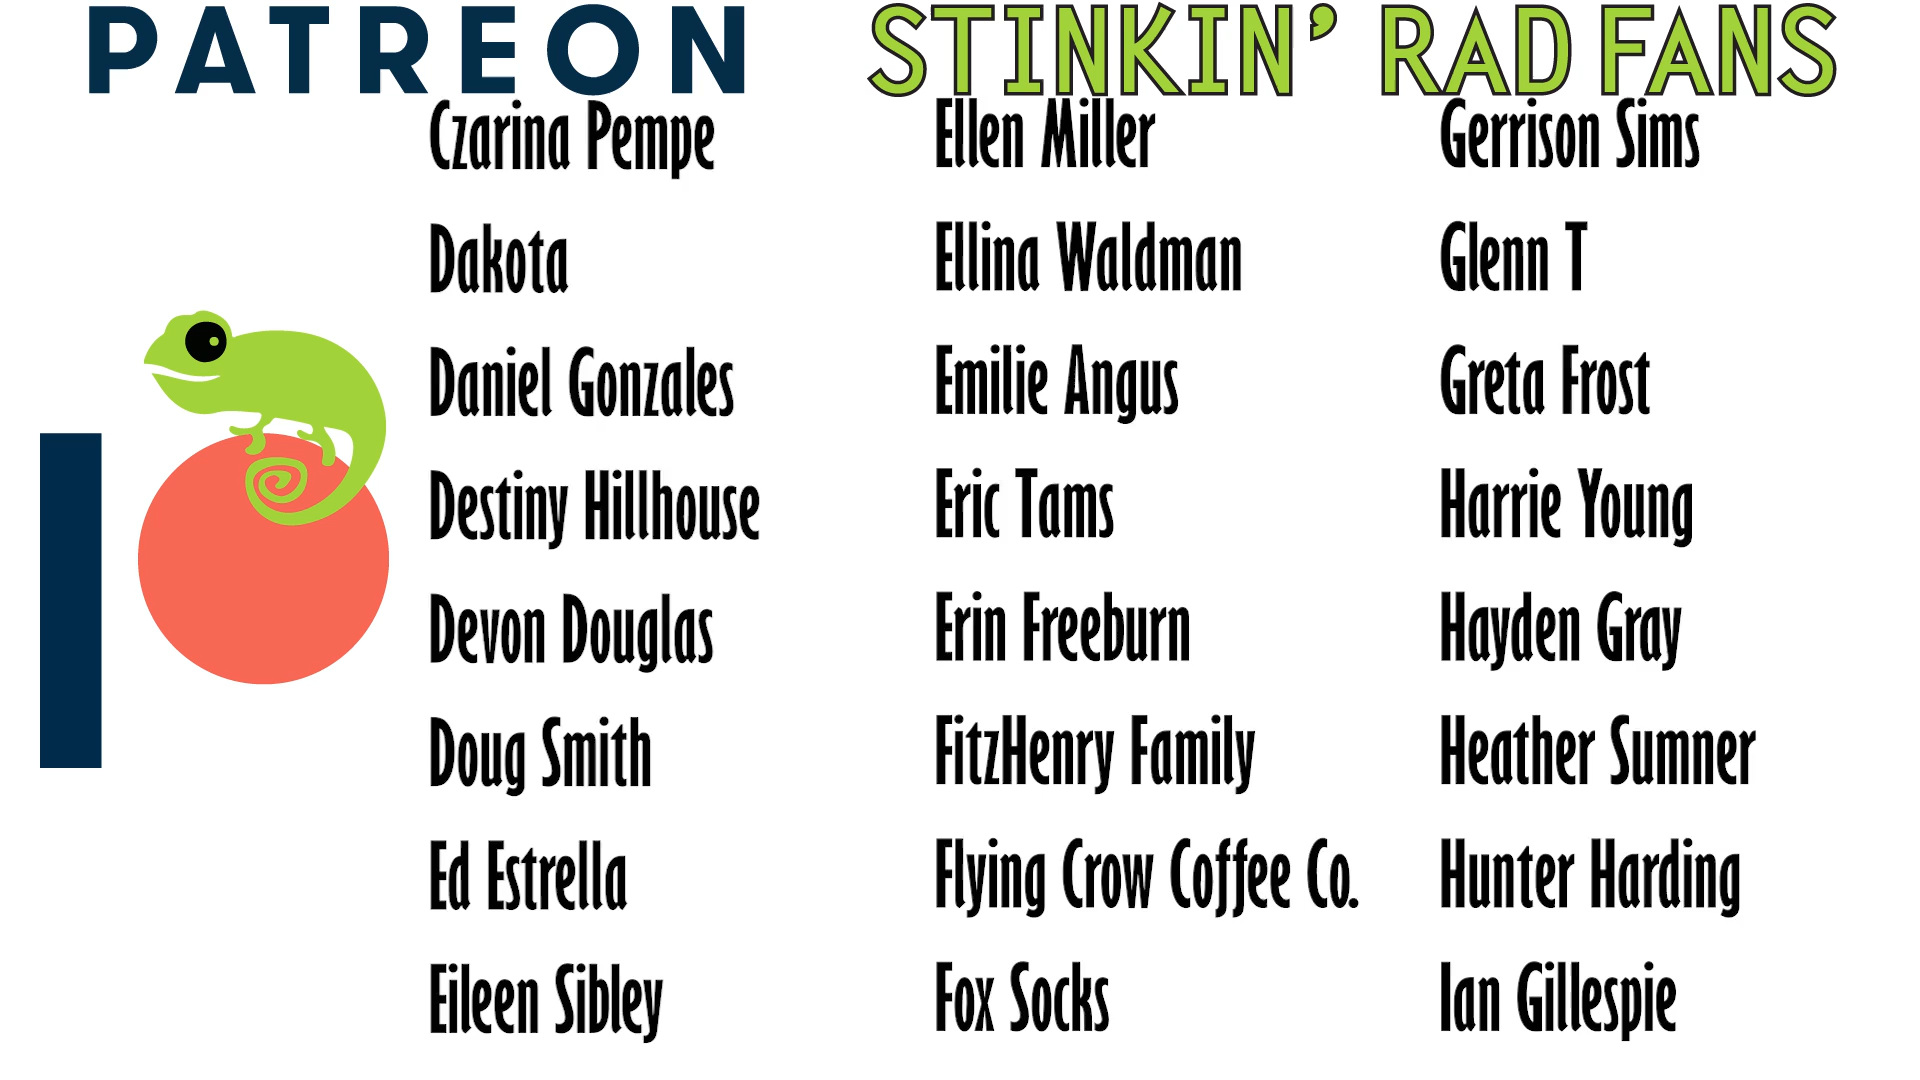 PATREON STINKIN' RAD FANS
Czarina Pempe
Dakota
Daniel Gonzales
Destiny Hillhouse
Devon Douglas
Doug Smith
Ed Estrella
Eileen Sibley
Ellen Miller
Ellina Waldman
Emilie Angus
Eric Tams
Erin Freeburn
FitzHenry Family
Flying Crow Coffee Co.
Fox Socks
Gerrison Sims
Glenn T
Greta Frost
Harrie Young
Hayden Gray
Heather Sumner
Hunter Harding
Ian Gillespie